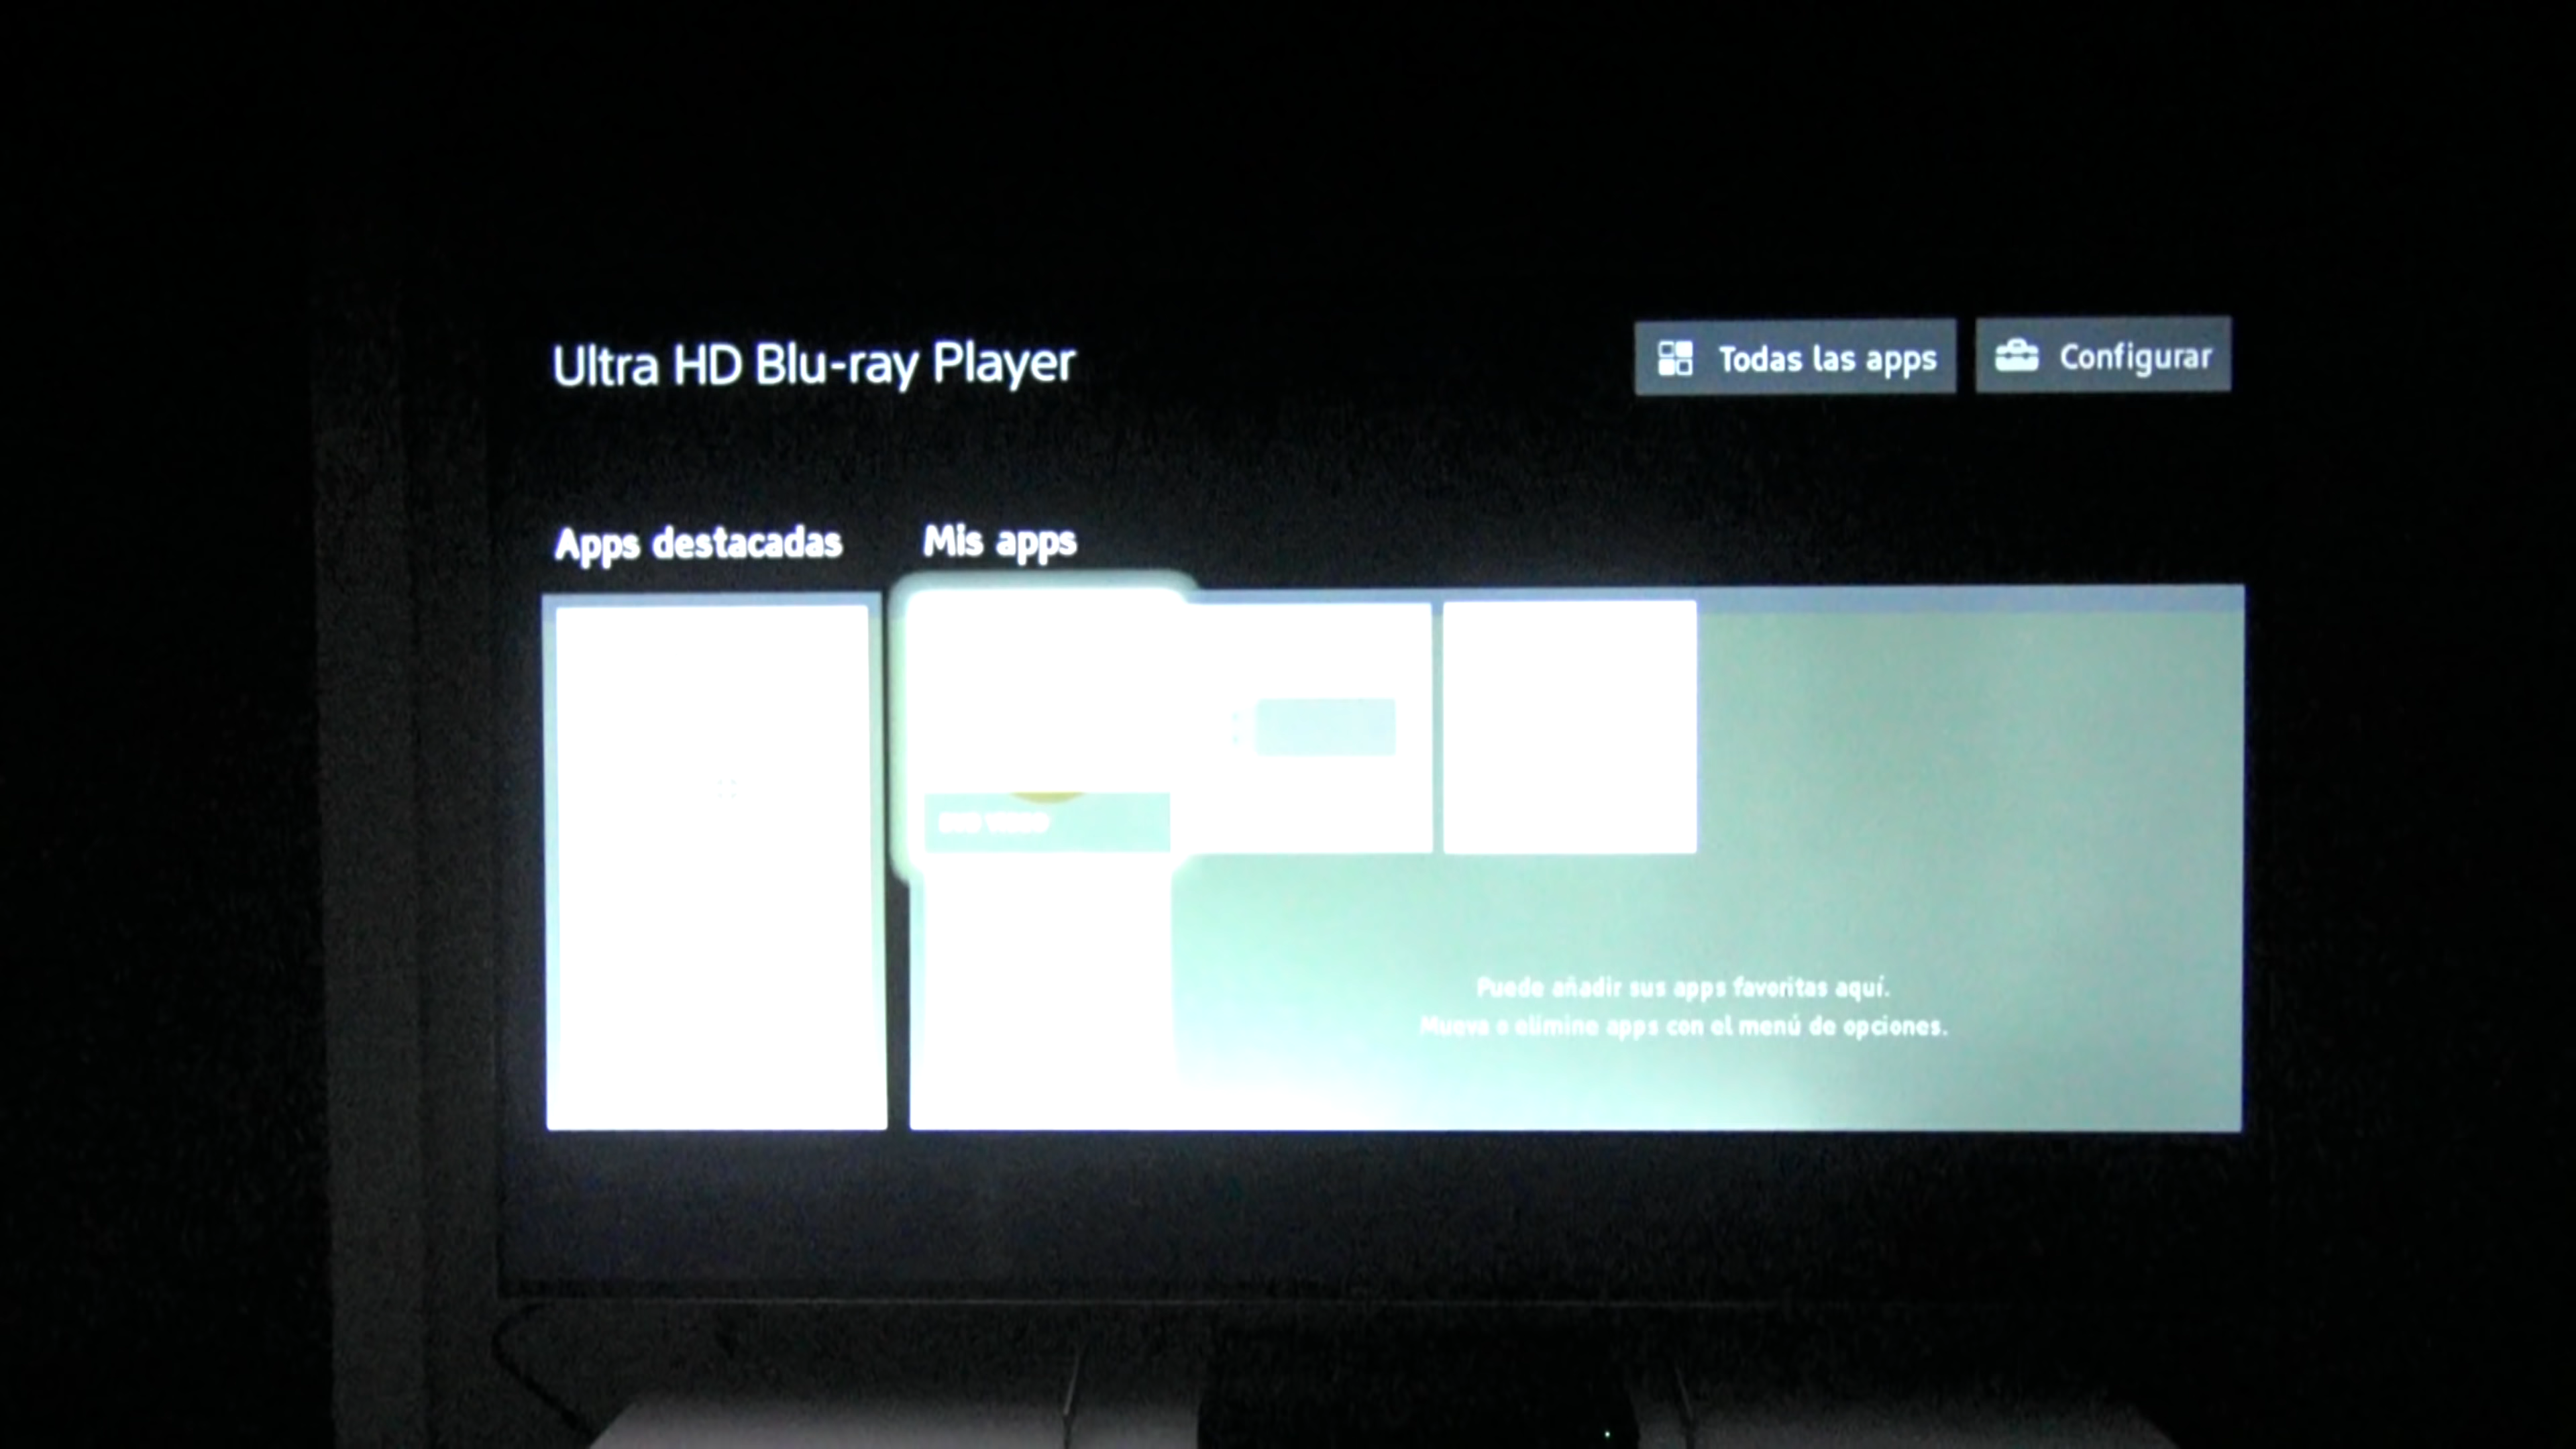 Ultra HD Blu-ray Player
Todas las apps
Configurar
Apps destacadas
Mis apps
VIDEO
Puede añadir sus apps favoritas aquí.
Mueva o elimine apps con el menú de opciones.